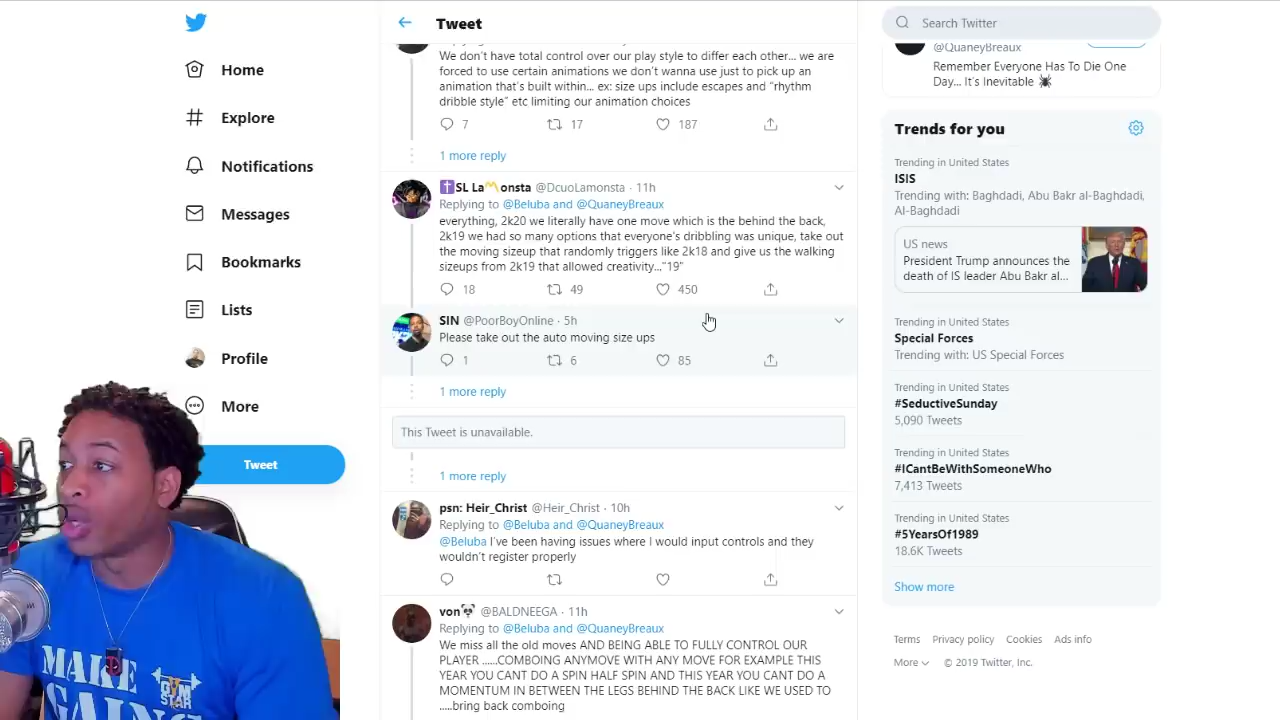 Home
Explore
Notifications
Messages
Bookmarks
Lists
Profile
More
Tweet
Tweet
We don't have total control over our play style to differ each other... we are
forced to use certain animations we don't wanna use just to pick up an
animation that's built within... ex: size ups include escapes and "rhythm
dribble style" etc limiting our animation choices
7 17 187
1 more reply
SL La onsta @DcuoLamonsta · 11h
Replying to @Beluba and @QuaneyBreaux
everything, 2k20 we literally have one move which is the behind the back,
2k19 we had so many options that everyone's dribbling was unique, take out
the moving sizeup that randomly triggers like 2k18 and give us the walking
sizeups from 2k19 that allowed creativity..."19"
18 49 450
SIN @PoorBoyOnline · 5h
Please take out the auto moving size ups
1 6 85
1 more reply
This Tweet is unavailable.
1 more reply
psn: Heir_Christ @Heir_Christ · 10h
Replying to @Beluba and @QuaneyBreaux
@Beluba I've been having issues where I would input controls and they
wouldn't register properly
von @BALDNEEGA · 11h
Replying to @Beluba and @QuaneyBreaux
We miss all the old moves AND BEING ABLE TO FULLY CONTROL OUR
PLAYER ......COMBOING ANYMOVE WITH ANY MOVE FOR EXAMPLE THIS
YEAR YOU CANT DO A SPIN HALF SPIN AND THIS YEAR YOU CANT DO A
MOMENTUM IN BETWEEN THE LEGS BEHIND THE BACK LIKE WE USED TO
.....bring back comboing
Search Twitter
@QuaneyBreaux
Remember Everyone Has To Die One
Day... It's Inevitable
Trends for you
Trending in United States
ISIS
Trending with: Baghdadi, Abu Bakr al-Baghdadi,
Al-Baghdadi
US news
President Trump announces the
death of IS leader Abu Bakr al...
Trending in United States
Special Forces
Trending with: US Special Forces
Trending in United States
#SeductiveSunday
5,090 Tweets
Trending in United States
#ICantBeWithSomeoneWho
7,413 Tweets
Trending in United States
#5YearsOf1989
18.6K Tweets
Show more
Terms Privacy policy Cookies Ads info
More © 2019 Twitter, Inc.
MAKE
GYM
STAR